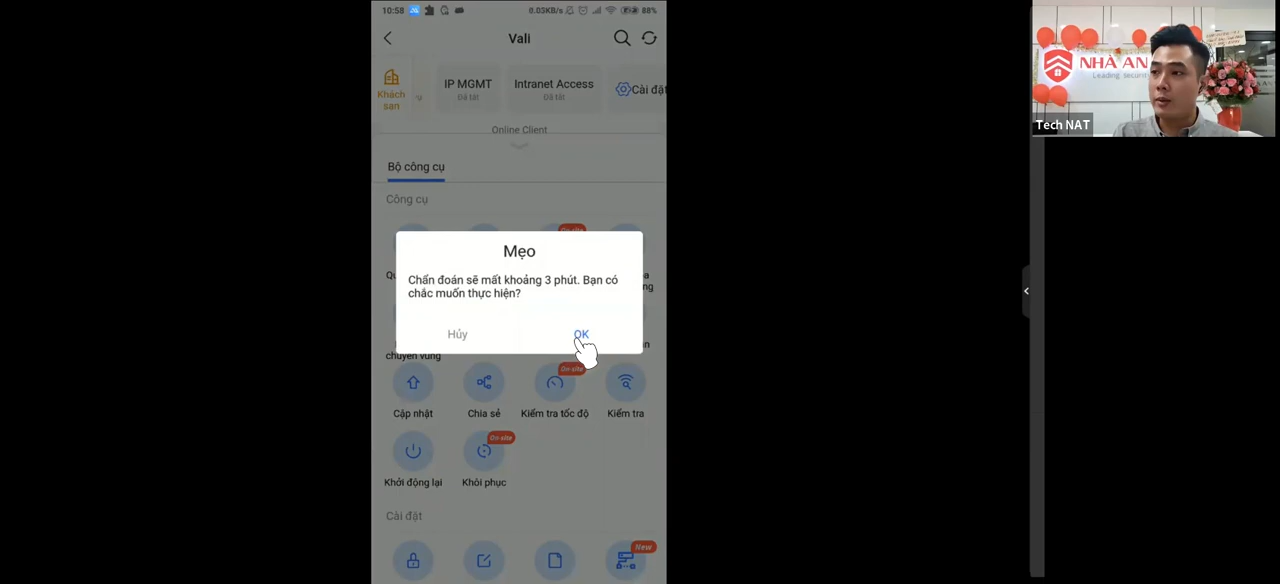 10:58
0.03KB/s
88%
Vali
Khách sạn
IP MGMT
Đã tắt
Intranet Access
Đã tắt
Cài đặt
Online Client
Bộ công cụ
Công cụ
Mẹo
Chẩn đoán sẽ mất khoảng 3 phút. Bạn có
chắc muốn thực hiện?
Hủy
OK
chuyển vùng
On-site
Cập nhật
Chia sẻ
Kiểm tra tốc độ
Kiểm tra
On-site
Khởi động lại
Khôi phục
Cài đặt
New
NHÀ AN
Leading securit
Tech NAT